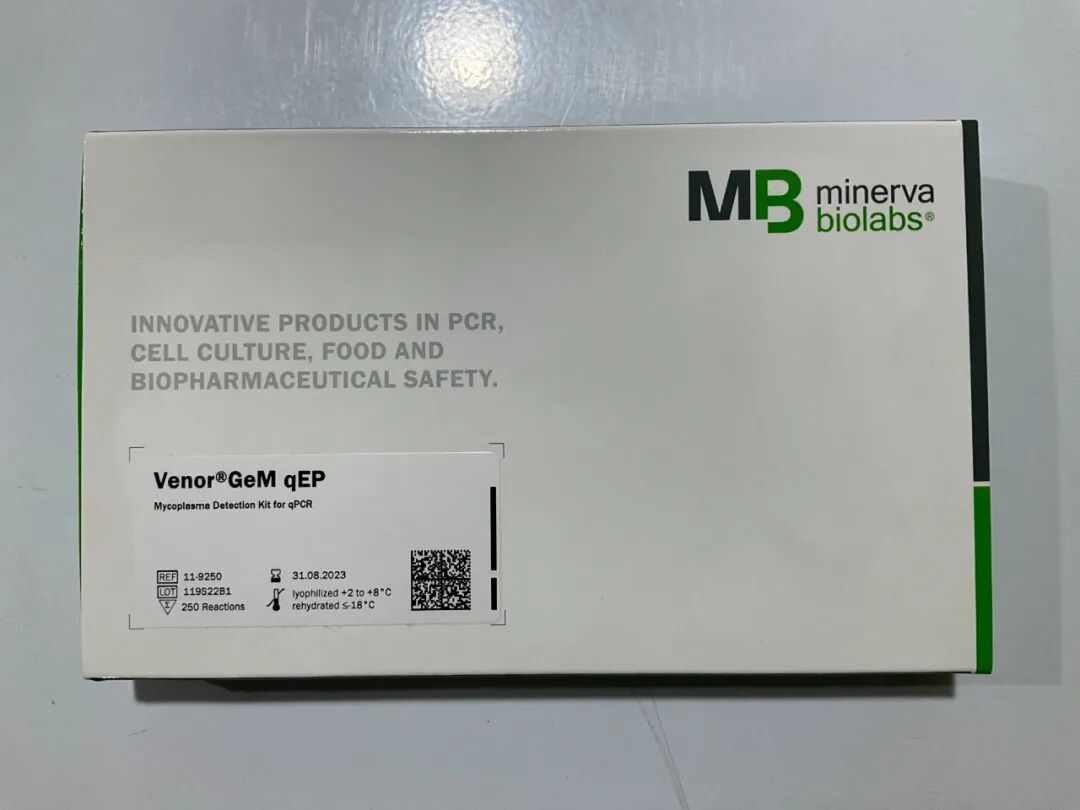 MB minerva
biolabs®
INNOVATIVE PRODUCTS IN PCR,
CELL CULTURE, FOOD AND
BIOPHARMACEUTICAL SAFETY.
Venor®GeM qEP
Mycoplasma Detection Kit for qPCR
REF 11-9250
LOT 119S22B1
Σ 250 Reactions
31.08.2023
lyophilized +2 to +8°C
rehydrated ≤-18°C